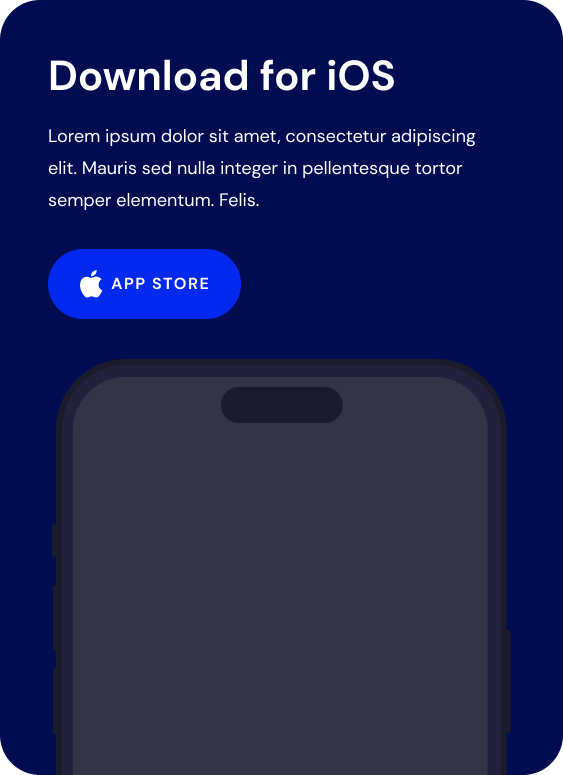 Download for iOS
Lorem ipsum dolor sit amet, consectetur adipiscing
elit. Mauris sed nulla integer in pellentesque tortor
semper elementum. Felis.
APP STORE